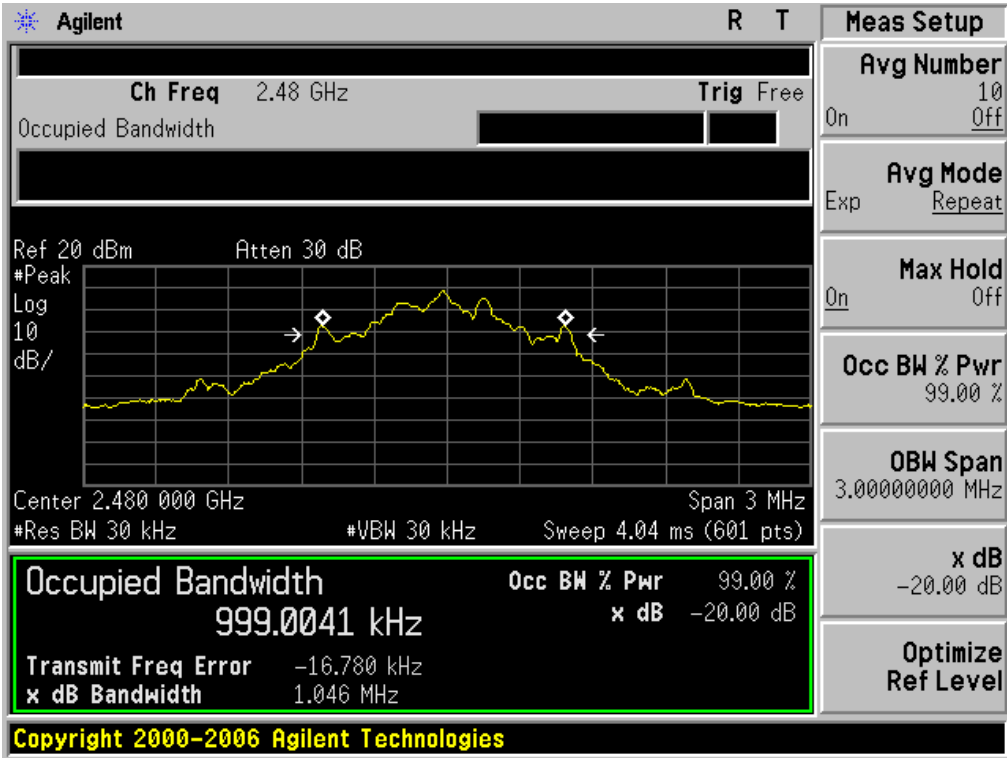 Agilent R T
Ch Freq 2.48 GHz Trig Free
Occupied Bandwidth
Ref 20 dBm Atten 30 dB
#Peak
Log
10
dB/
Center 2.480 000 GHz Span 3 MHz
#Res BW 30 kHz #VBW 30 kHz Sweep 4.04 ms (601 pts)
Occupied Bandwidth Occ BW % Pwr 99.00 %
999.0041 kHz x dB -20.00 dB
Transmit Freq Error -16.780 kHz
x dB Bandwidth 1.046 MHz
Copyright 2000-2006 Agilent Technologies
Meas Setup
Avg Number
10
On Off
Avg Mode
Exp Repeat
Max Hold
On Off
Occ BW % Pwr
99.00 %
OBW Span
3.00000000 MHz
x dB
-20.00 dB
Optimize
Ref Level